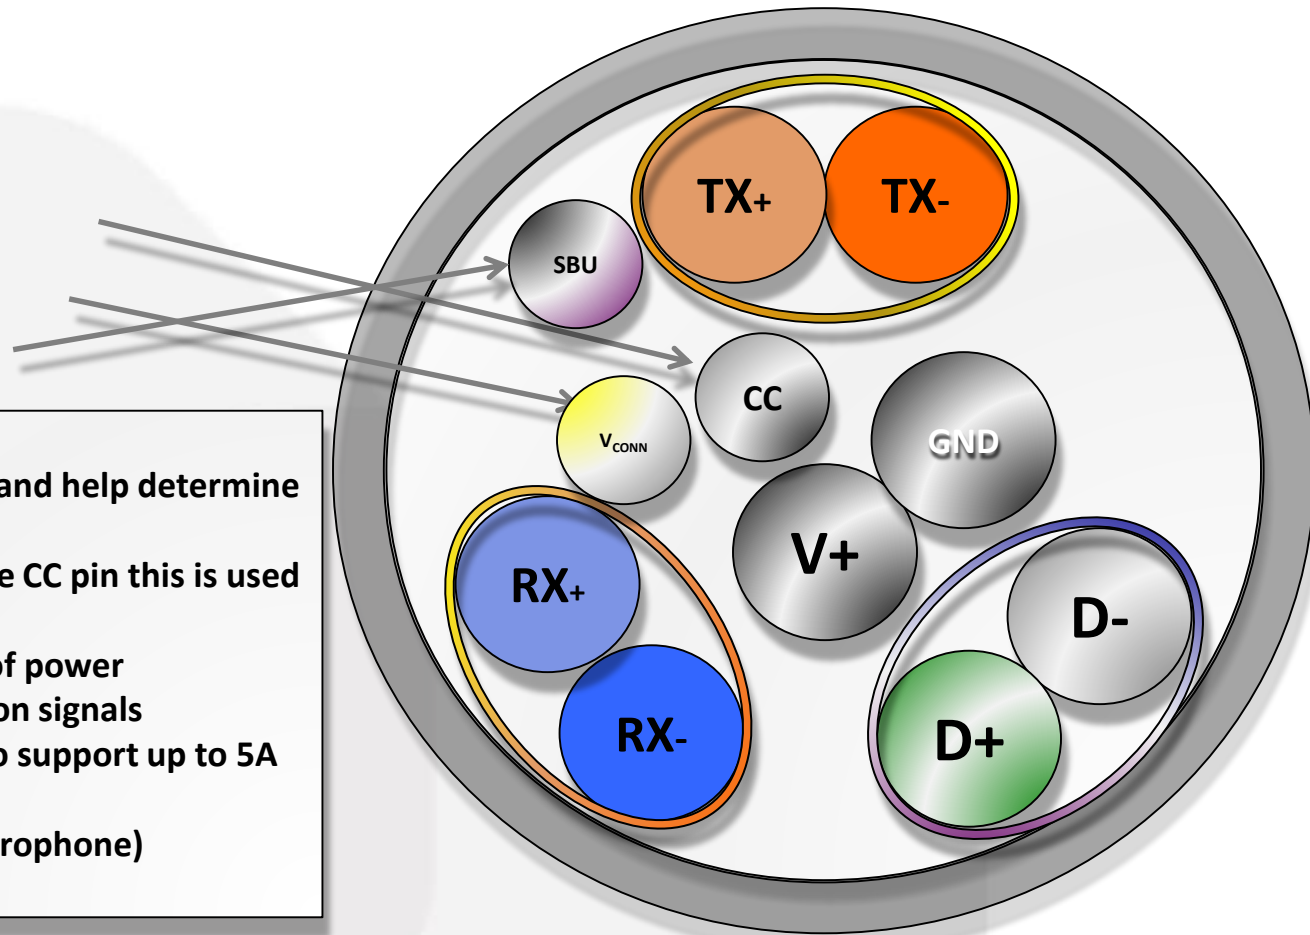 TX+
TX-
SBU
CC
GND
VCONN
and help determine
V+
e CC pin this is used
RX+
D-
of power
on signals
RX-
D+
o support up to 5A
rophone)